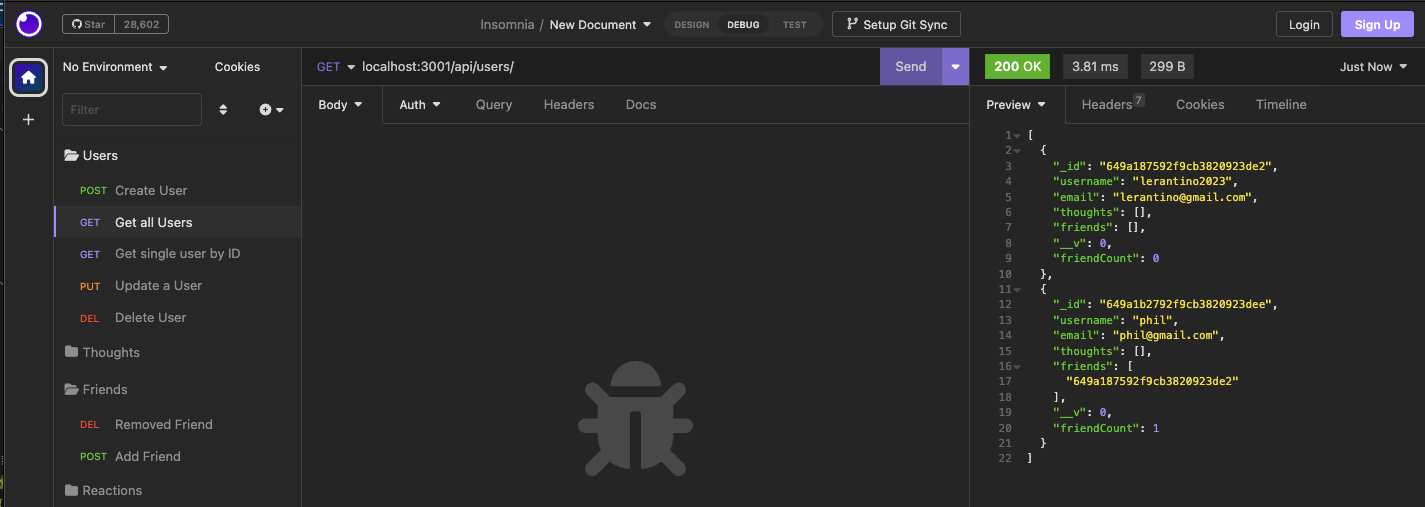 Star 28,602 Insomnia / New Document DESIGN DEBUG TEST Setup Git Sync Login Sign Up
No Environment Cookies
Filter
Users
POST Create User
GET Get all Users
GET Get single user by ID
PUT Update a User
DEL Delete User
Thoughts
Friends
DEL Removed Friend
POST Add Friend
Reactions
GET localhost:3001/api/users/ Send
Body Auth Query Headers Docs
200 OK 3.81 ms 299 B Just Now
Preview Headers 7 Cookies Timeline
1 [
2 {
3 "_id": "649a187592f9cb3820923de2",
4 "username": "lerantino2023",
5 "email": "lerantino@gmail.com",
6 "thoughts": [],
7 "friends": [],
8 "__v": 0,
9 "friendCount": 0
10 },
11 {
12 "_id": "649a1b2792f9cb3820923dee",
13 "username": "phil",
14 "email": "phil@gmail.com",
15 "thoughts": [],
16 "friends": [
17 "649a187592f9cb3820923de2"
18 ],
19 "__v": 0,
20 "friendCount": 1
21 }
22 ]